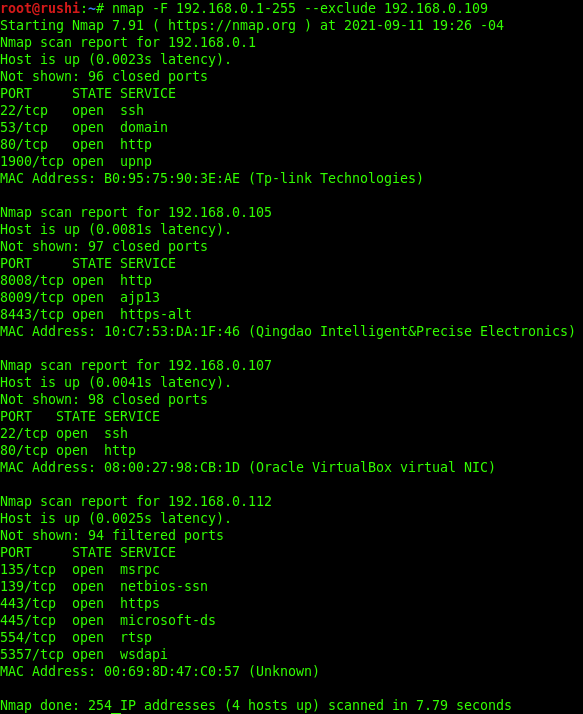 root@rushi:~# nmap -F 192.168.0.1-255 --exclude 192.168.0.109
Starting Nmap 7.91 ( https://nmap.org ) at 2021-09-11 19:26 -04
Nmap scan report for 192.168.0.1
Host is up (0.0023s latency).
Not shown: 96 closed ports
PORT     STATE SERVICE
22/tcp   open  ssh
53/tcp   open  domain
80/tcp   open  http
1900/tcp open  upnp
MAC Address: B0:95:75:90:3E:AE (Tp-link Technologies)

Nmap scan report for 192.168.0.105
Host is up (0.0081s latency).
Not shown: 97 closed ports
PORT     STATE SERVICE
8008/tcp open  http
8009/tcp open  ajp13
8443/tcp open  https-alt
MAC Address: 10:C7:53:DA:1F:46 (Qingdao Intelligent&Precise Electronics)

Nmap scan report for 192.168.0.107
Host is up (0.0041s latency).
Not shown: 98 closed ports
PORT   STATE SERVICE
22/tcp open  ssh
80/tcp open  http
MAC Address: 08:00:27:98:CB:1D (Oracle VirtualBox virtual NIC)

Nmap scan report for 192.168.0.112
Host is up (0.0025s latency).
Not shown: 94 filtered ports
PORT     STATE SERVICE
135/tcp  open  msrpc
139/tcp  open  netbios-ssn
443/tcp  open  https
445/tcp  open  microsoft-ds
554/tcp  open  rtsp
5357/tcp open  wsdapi
MAC Address: 00:69:8D:47:C0:57 (Unknown)

Nmap done: 254 IP addresses (4 hosts up) scanned in 7.79 seconds